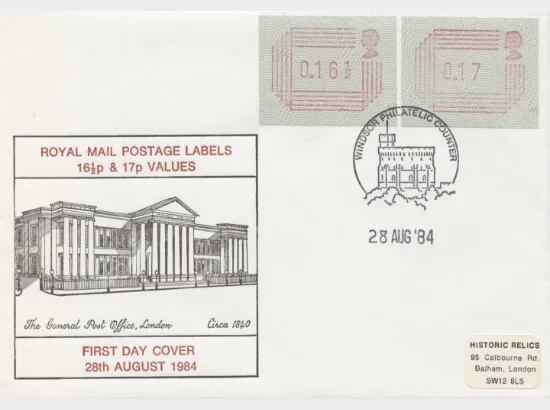 0.16½
0.17
WINDSOR PHILATELIC COUNTER
28 AUG '84
ROYAL MAIL POSTAGE LABELS
16½p & 17p VALUES
The General Post Office, London Circa 1840
FIRST DAY COVER
28th AUGUST 1984
HISTORIC RELICS
95 Calbourne Rd.
Balham, London
SW12 8LS